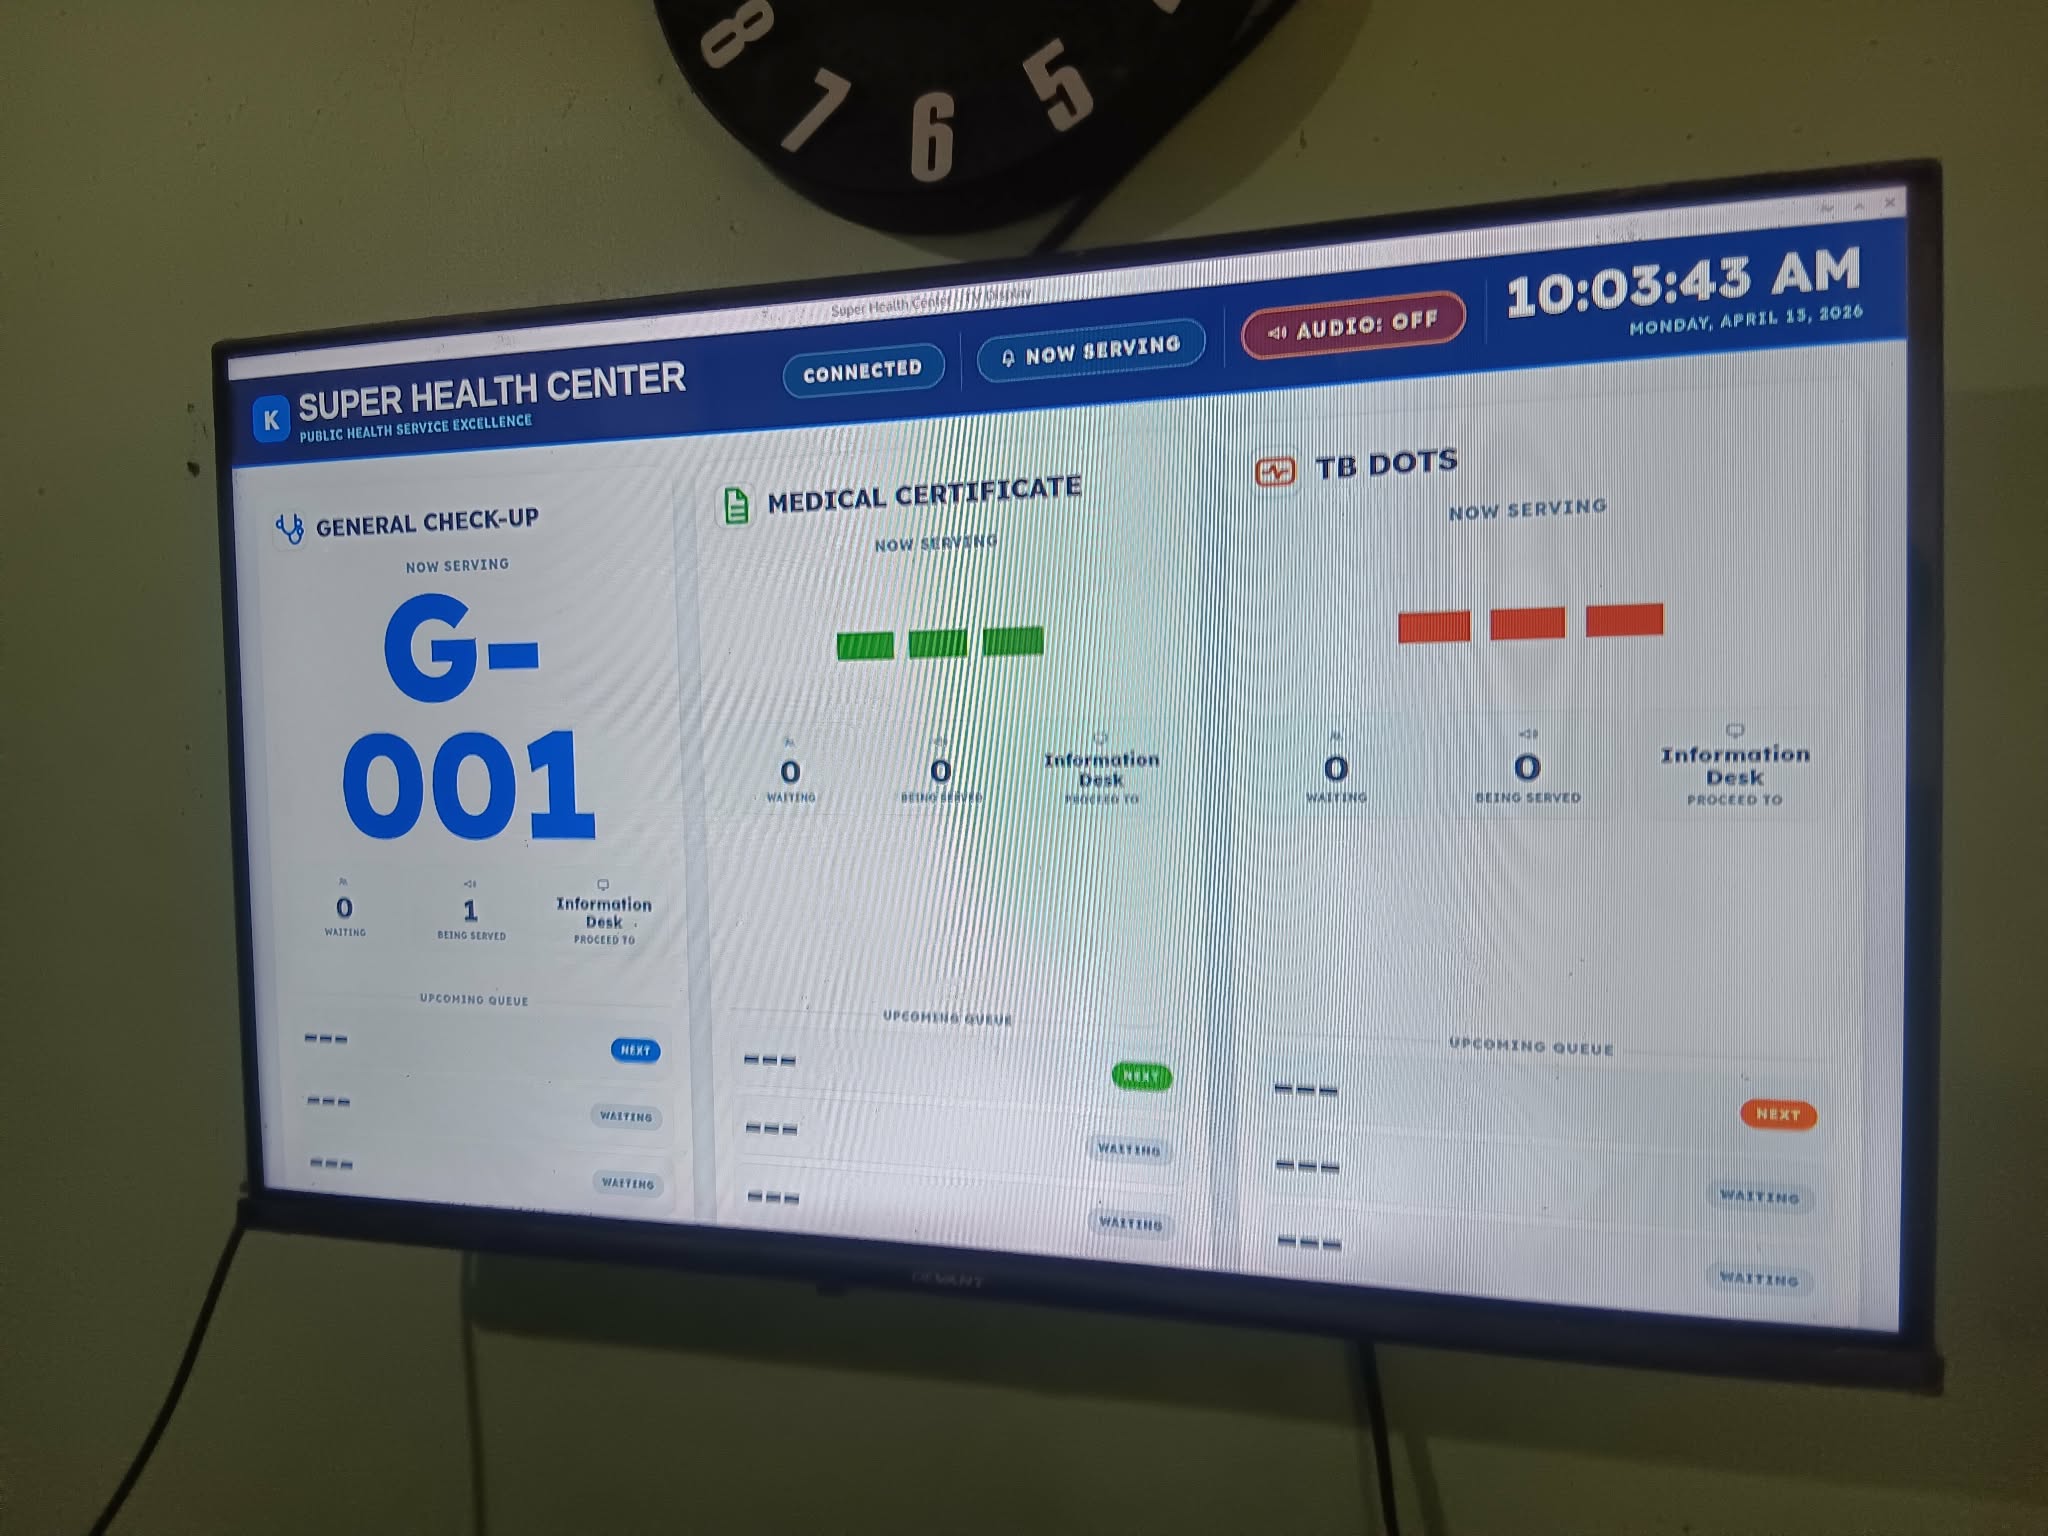 8
7
6
5
Super Health Center - TV Display
K
SUPER HEALTH CENTER
PUBLIC HEALTH SERVICE EXCELLENCE
CONNECTED
NOW SERVING
AUDIO: OFF
10:03:43 AM
MONDAY, APRIL 13, 2026
GENERAL CHECK-UP
NOW SERVING
G-
001
0
WAITING
1
BEING SERVED
Information
Desk
PROCEED TO
UPCOMING QUEUE
---
NEXT
---
WAITING
---
WAITING
MEDICAL CERTIFICATE
NOW SERVING
---
0
WAITING
0
BEING SERVED
Information
Desk
PROCEED TO
UPCOMING QUEUE
---
NEXT
---
WAITING
---
WAITING
TB DOTS
NOW SERVING
---
0
WAITING
0
BEING SERVED
Information
Desk
PROCEED TO
UPCOMING QUEUE
---
NEXT
---
WAITING
---
WAITING
DEVANT